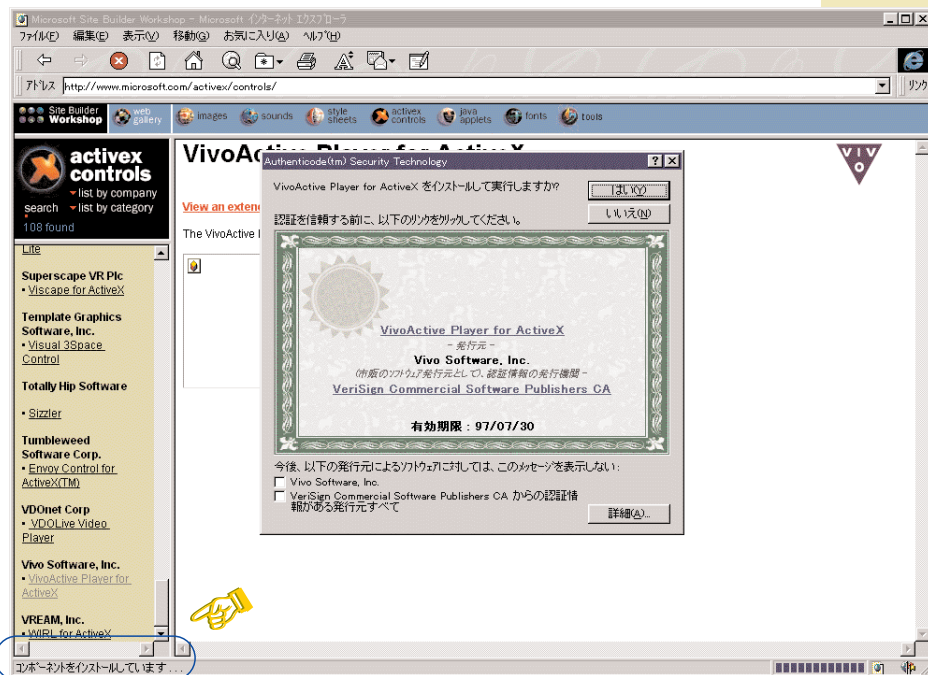 Microsoft Site Builder Workshop - Microsoft インターネット エクスプローラ
ファイル(F) 編集(E) 表示(V) 移動(G) お気に入り(A) ヘルプ(H)
アドレス http://www.microsoft.com/activex/controls/ リンク
Site Builder Workshop web gallery images sounds style sheets activex controls java applets fonts tools
activex controls
list by company
search list by category
108 found
Lite
Superscape VR Plc
• Viscape for ActiveX
Template Graphics
Software, Inc.
• Visual 3Space
Control
Totally Hip Software
• Sizzler
Tumbleweed
Software Corp.
• Envoy Control for
ActiveX(TM)
VDOnet Corp
• VDOLive Video
Player
Vivo Software, Inc.
• VivoActive Player for
ActiveX
VREAM, Inc.
• WIRL for ActiveX
VIVO
View an exten
The VivoActive
Authenticode(tm) Security Technology
VivoActive Player for ActiveX をインストールして実行しますか?
はい(Y)
いいえ(N)
認証を信頼する前に、以下のリンクをクリックしてください。
VivoActive Player for ActiveX
- 発行元 -
Vivo Software, Inc.
(市販のソフトウェア発行元として)、認証情報の発行機関 -
VeriSign Commercial Software Publishers CA
有効期限 : 97/07/30
今後、以下の発行元によるソフトウェアに対しては、このメッセージを表示しない:
Vivo Software, Inc.
VeriSign Commercial Software Publishers CA からの認証情
報がある発行元すべて
詳細(A)...
コンポーネントをインストールしています...